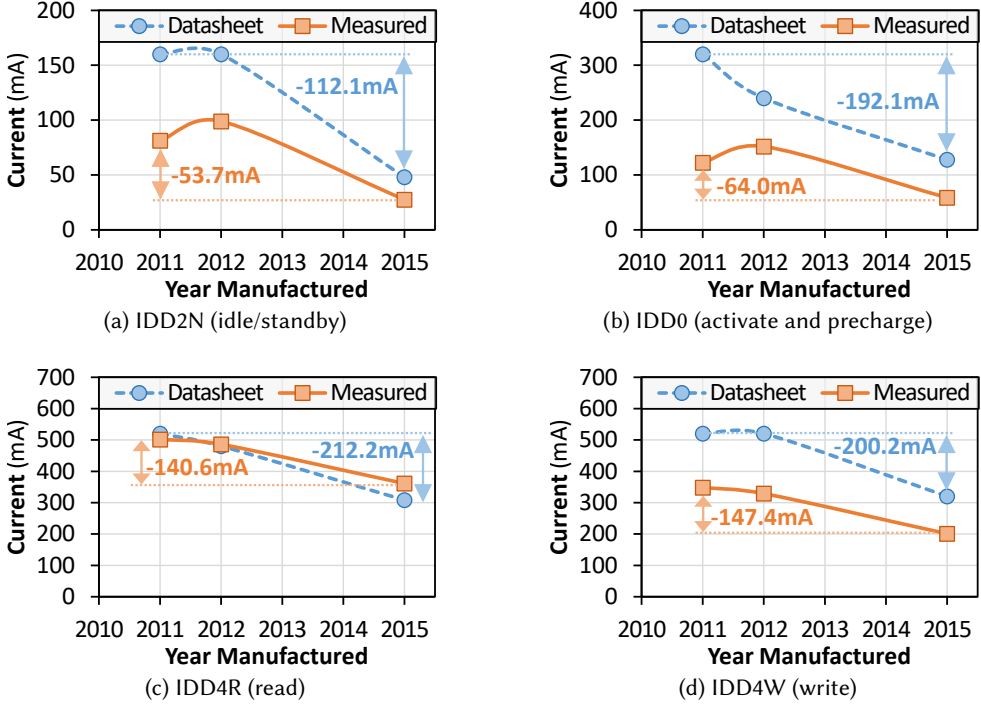 Datasheet Measured
200
150
100
50
0
Current (mA)
-112.1mA
-53.7mA
2010 2011 2012 2013 2014 2015
Year Manufactured
(a) IDD2N (idle/standby)
Datasheet Measured
400
300
200
100
0
Current (mA)
-192.1mA
-64.0mA
2010 2011 2012 2013 2014 2015
Year Manufactured
(b) IDD0 (activate and precharge)
Datasheet Measured
700
600
500
400
300
200
100
0
Current (mA)
-140.6mA
-212.2mA
2010 2011 2012 2013 2014 2015
Year Manufactured
(c) IDD4R (read)
Datasheet Measured
700
600
500
400
300
200
100
0
Current (mA)
-200.2mA
-147.4mA
2010 2011 2012 2013 2014 2015
Year Manufactured
(d) IDD4W (write)